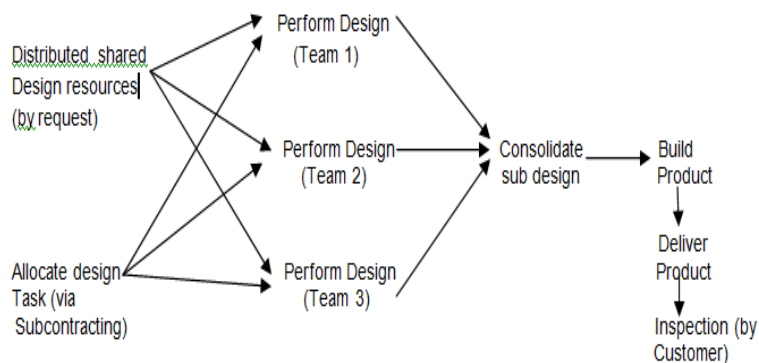 Distributed shared
Design resources
(by request)
Allocate design
Task (via
Subcontracting)
Perform Design
(Team 1)
Perform Design
(Team 2)
Perform Design
(Team 3)
Consolidate
sub design
Build
Product
Deliver
Product
Inspection (by
Customer)